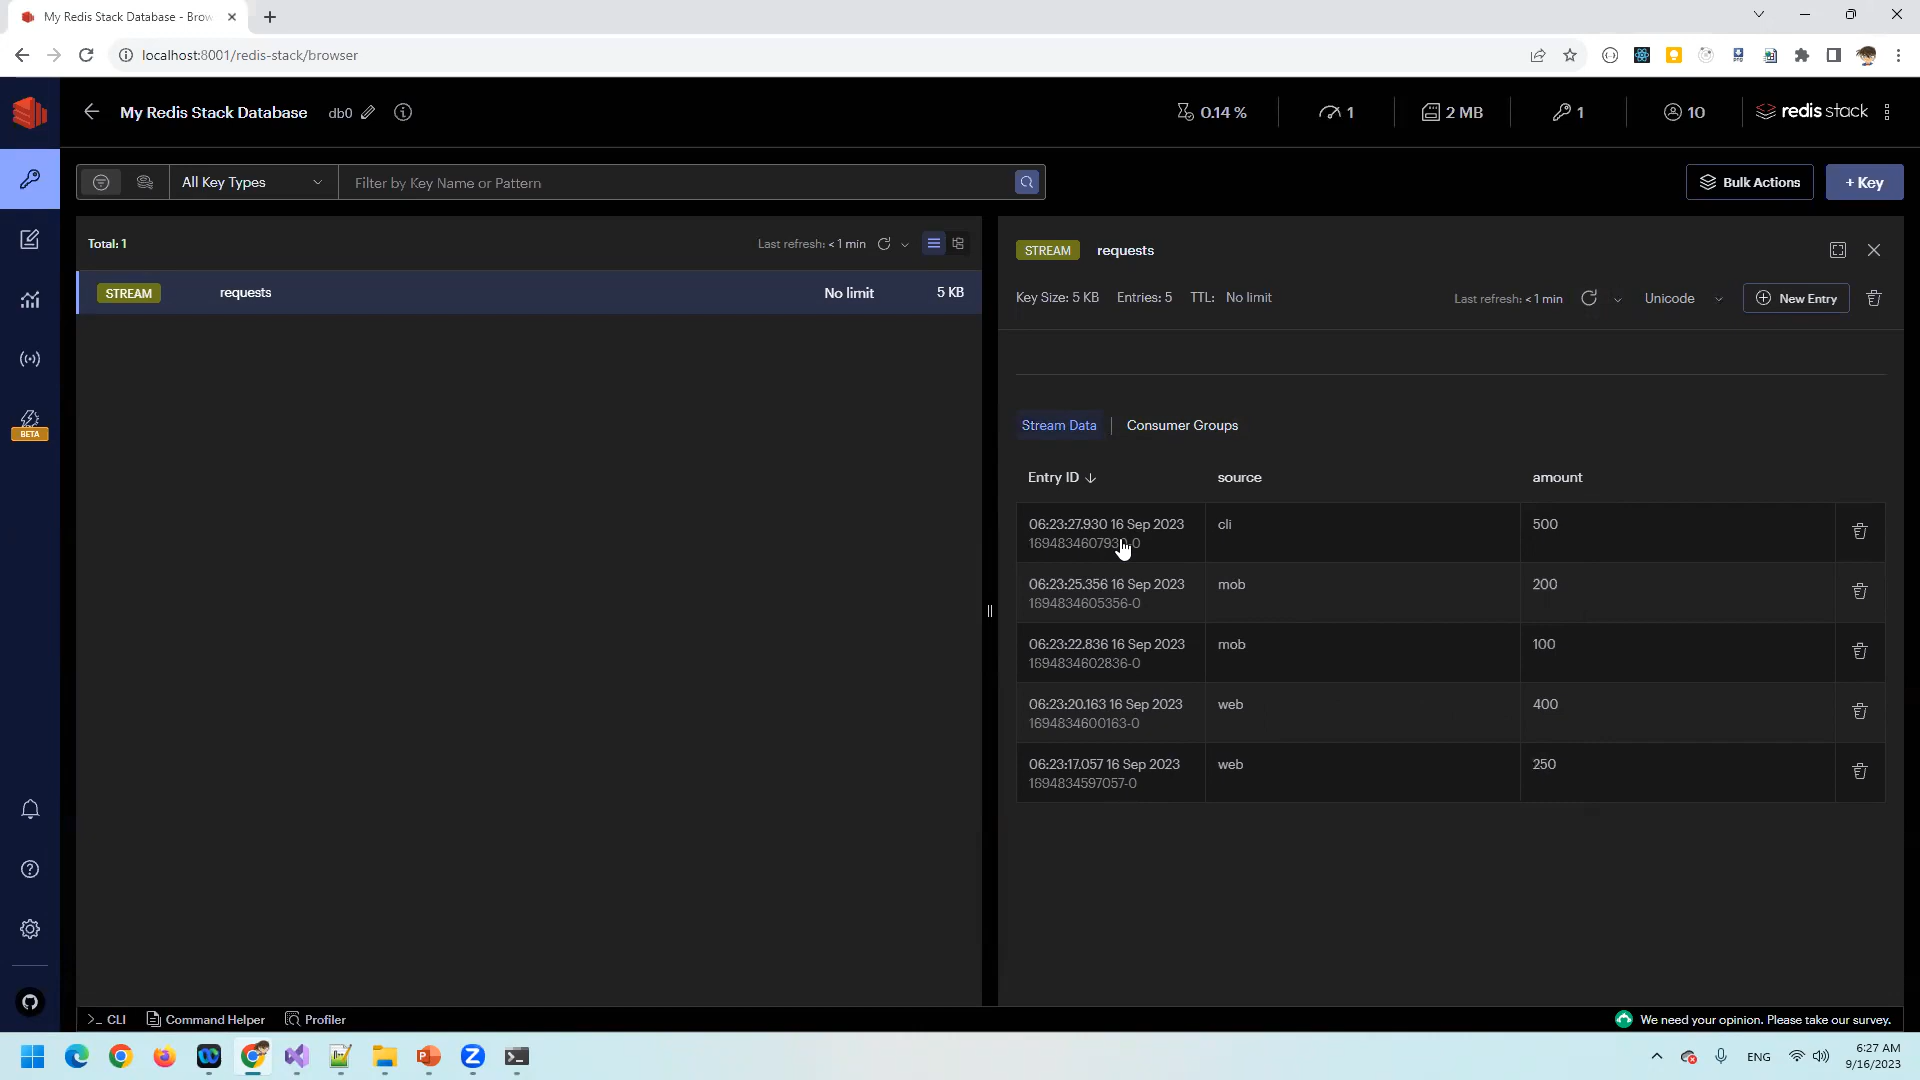 My Redis Stack Database - Brow
localhost:8001/redis-stack/browser
My Redis Stack Database db0 0.14 % 1 2 MB 1 10 redis stack
All Key Types Filter by Key Name or Pattern Bulk Actions + Key
Total: 1 Last refresh: < 1 min
STREAM requests No limit 5 KB
STREAM requests
Key Size: 5 KB Entries: 5 TTL: No limit Last refresh: < 1 min Unicode New Entry
BETA
Stream Data Consumer Groups
Entry ID source amount
06:23:27.930 16 Sep 2023 cli 500
1694834607930-0
06:23:25.356 16 Sep 2023 mob 200
1694834605356-0
06:23:22.836 16 Sep 2023 mob 100
1694834602836-0
06:23:20.163 16 Sep 2023 web 400
1694834600163-0
06:23:17.057 16 Sep 2023 web 250
1694834597057-0
>_ CLI Command Helper Profiler We need your opinion. Please take our survey.
ENG 6:27 AM
9/16/2023